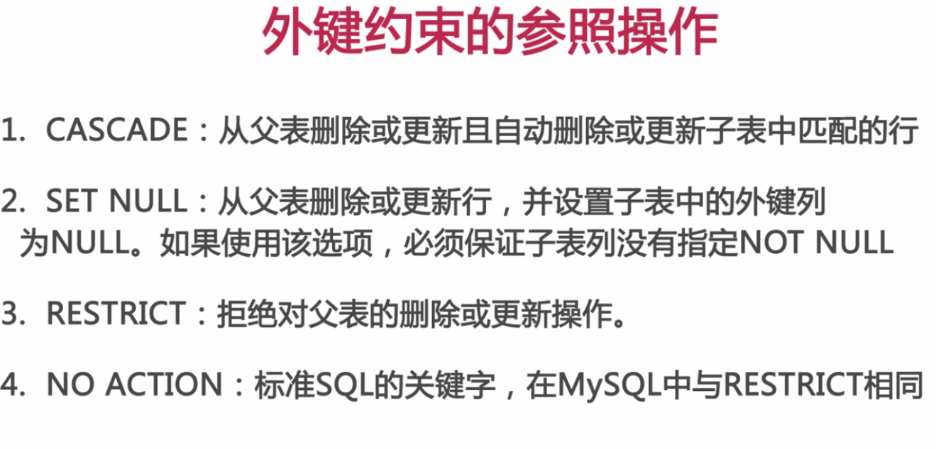 外键约束的参照操作
1. CASCADE：从父表删除或更新且自动删除或更新子表中匹配的行
2. SET NULL：从父表删除或更新行，并设置子表中的外键列
为NULL。如果使用该选项，必须保证子表列没有指定NOT NULL
3. RESTRICT：拒绝对父表的删除或更新操作。
4. NO ACTION：标准SQL的关键字，在MySQL中与RESTRICT相同